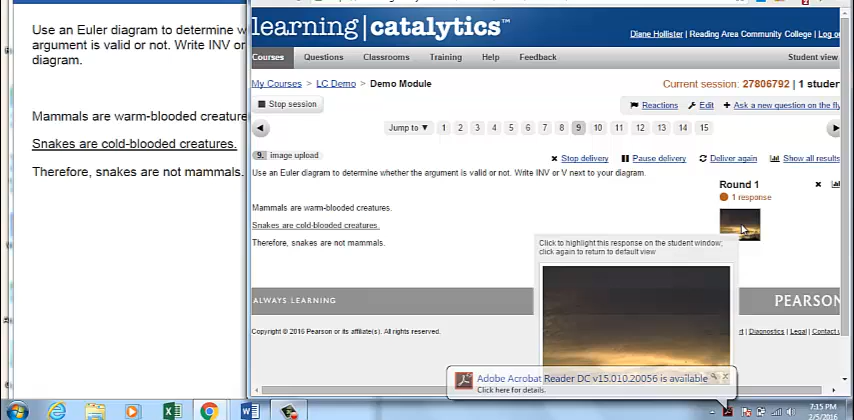 Use an Euler diagram to determine w
argument is valid or not. Write INV or
diagram.
Mammals are warm-blooded creature
Snakes are cold-blooded creatures.
Therefore, snakes are not mammals.
learning|catalytics™
Diane Hollister | Reading Area Community College | Log o
Courses Questions Classrooms Training Help Feedback Student view
My Courses > LC Demo > Demo Module
Current session: 27806792 | 1 studen
Stop session
Reactions Edit Ask a new question on the fly
Jump to 1 2 3 4 5 6 7 8 9 10 11 12 13 14 15
9. image upload
Stop delivery Pause delivery Deliver again Show all results
Use an Euler diagram to determine whether the argument is valid or not. Write INV or V next to your diagram.
Round 1
1 response
Mammals are warm-blooded creatures.
Snakes are cold-blooded creatures.
Therefore, snakes are not mammals.
Click to highlight this response on the student window;
click again to return to default view
ALWAYS LEARNING PEARSON
Copyright © 2016 Pearson or its affiliate(s). All rights reserved.
t | Diagnostics | Legal | Contact
Adobe Acrobat Reader DC v15.010.20056 is available
Click here for details.
7:15 PM
2/5/2016